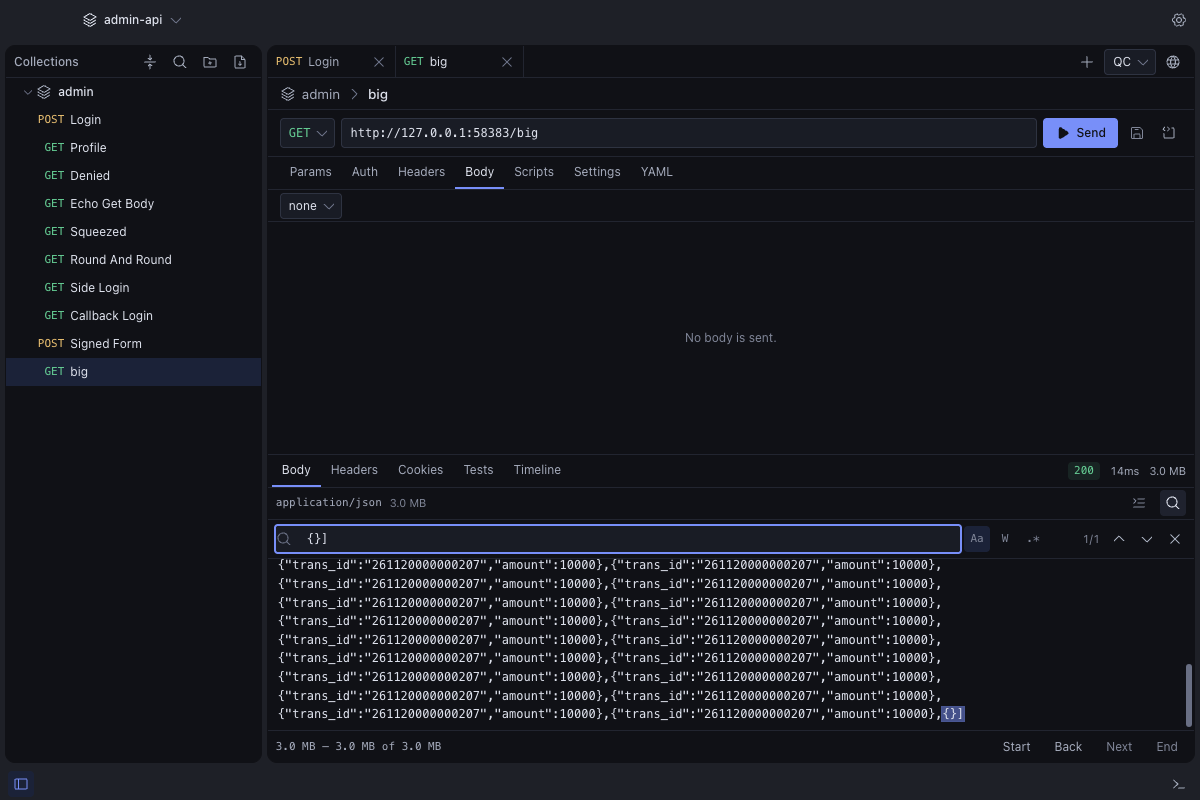 admin-api
Collections
admin
POST Login
GET Profile
GET Denied
GET Echo Get Body
GET Squeezed
GET Round And Round
GET Side Login
GET Callback Login
POST Signed Form
GET big
POST Login
GET big
QC
admin > big
GET
http://127.0.0.1:58383/big
Send
Params Auth Headers Body Scripts Settings YAML
none
No body is sent.
Body Headers Cookies Tests Timeline
200 14ms 3.0 MB
application/json 3.0 MB
{}]
Aa W .* 1/1
{"trans_id":"261120000000207","amount":10000},{"trans_id":"261120000000207","amount":10000},
{"trans_id":"261120000000207","amount":10000},{"trans_id":"261120000000207","amount":10000},
{"trans_id":"261120000000207","amount":10000},{"trans_id":"261120000000207","amount":10000},
{"trans_id":"261120000000207","amount":10000},{"trans_id":"261120000000207","amount":10000},
{"trans_id":"261120000000207","amount":10000},{"trans_id":"261120000000207","amount":10000},
{"trans_id":"261120000000207","amount":10000},{"trans_id":"261120000000207","amount":10000},
{"trans_id":"261120000000207","amount":10000},{"trans_id":"261120000000207","amount":10000},
{"trans_id":"261120000000207","amount":10000},{"trans_id":"261120000000207","amount":10000},
{"trans_id":"261120000000207","amount":10000},{"trans_id":"261120000000207","amount":10000},{}]
3.0 MB — 3.0 MB of 3.0 MB
Start Back Next End